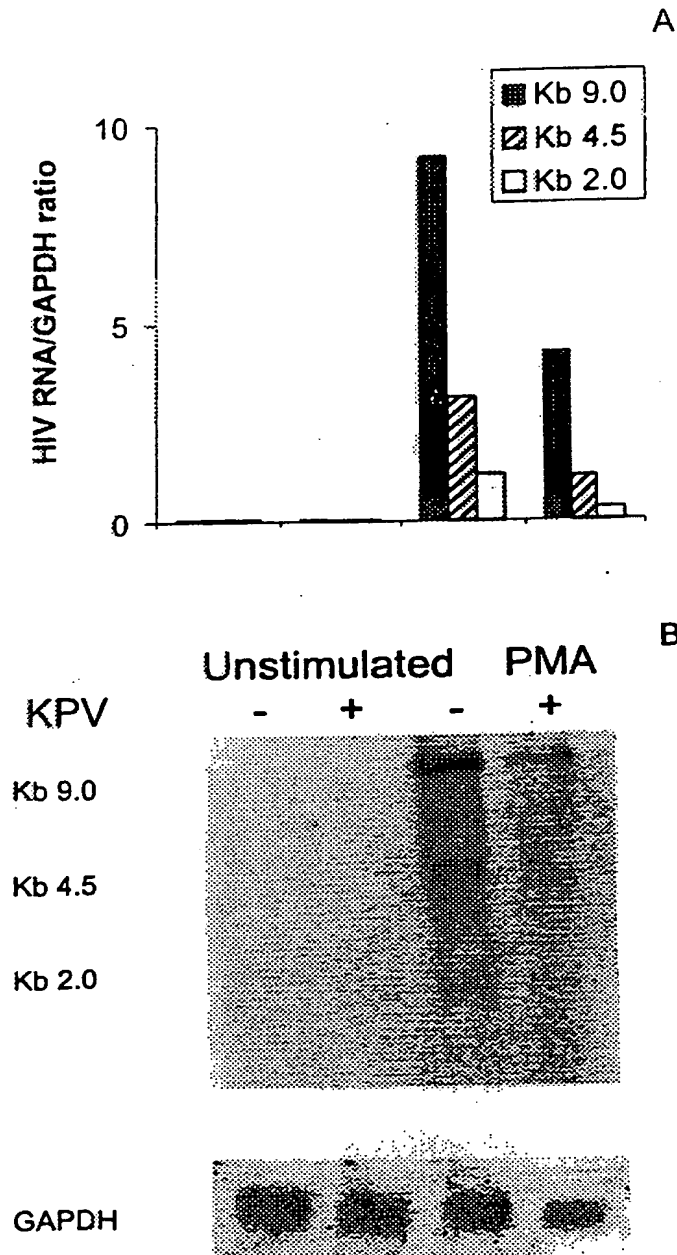 A
Kb 9.0
Kb 4.5
Kb 2.0
10
5
0
HIV RNA/GAPDH ratio
B
Unstimulated PMA
KPV - + - +
Kb 9.0
Kb 4.5
Kb 2.0
GAPDH